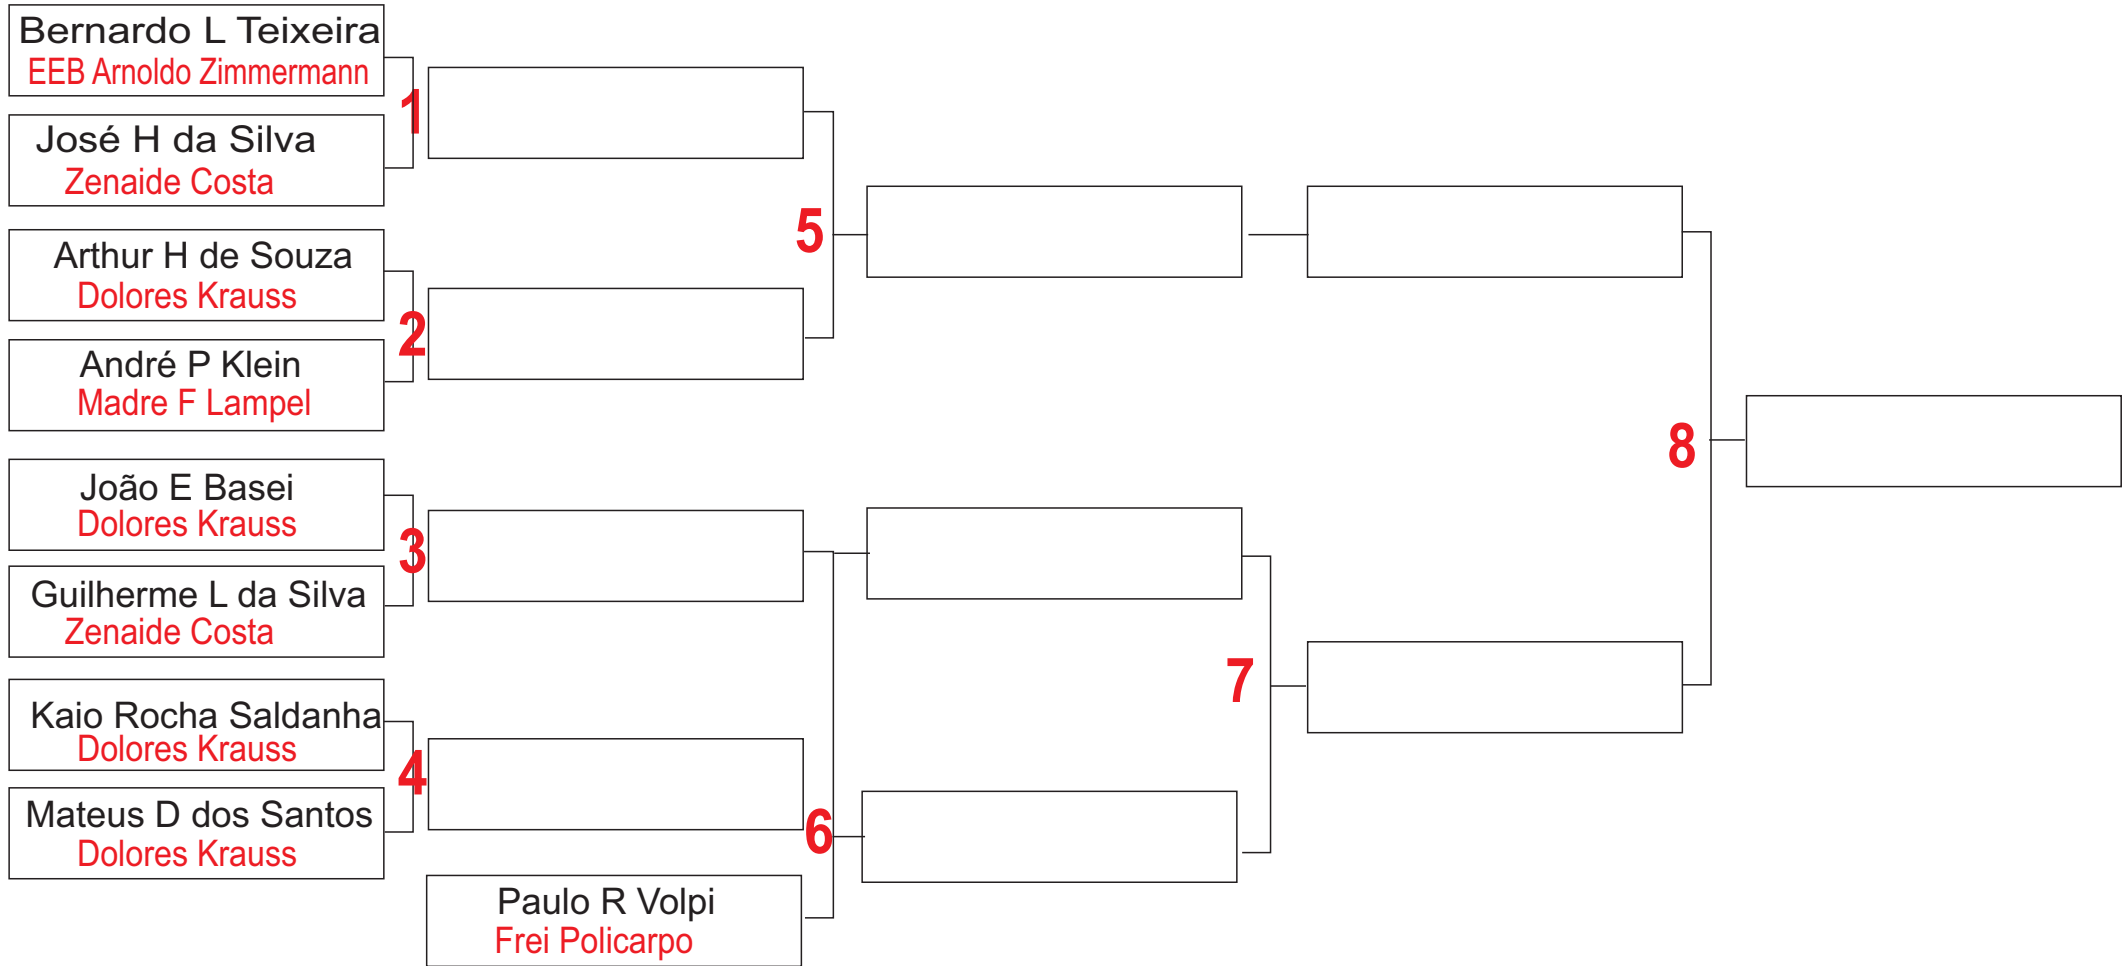 Bernardo L Teixeira
EEB Arnoldo Zimmermann
1
José H da Silva
Zenaide Costa
5
Arthur H de Souza
Dolores Krauss
2
André P Klein
Madre F Lampel
8
João E Basei
Dolores Krauss
3
Guilherme L da Silva
Zenaide Costa
7
Kaio Rocha Saldanha
Dolores Krauss
4
Mateus D dos Santos
Dolores Krauss
6
Paulo R Volpi
Frei Policarpo